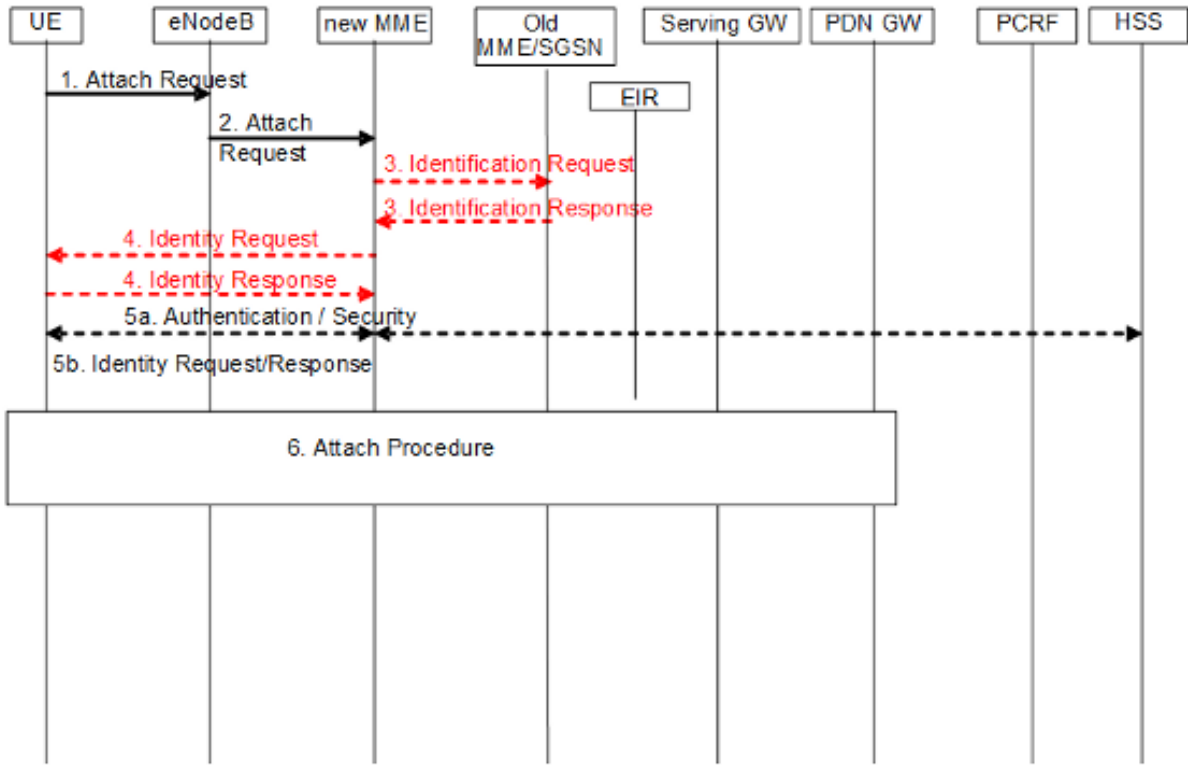 UE
eNodeB
new MME
Old
MME/SGSN
Serving GW
PDN GW
PCRF
HSS
EIR
1. Attach Request
2. Attach
Request
3. Identification Request
3. Identification Response
4. Identity Request
4. Identity Response
5a. Authentication / Security
5b. Identity Request/Response
6. Attach Procedure